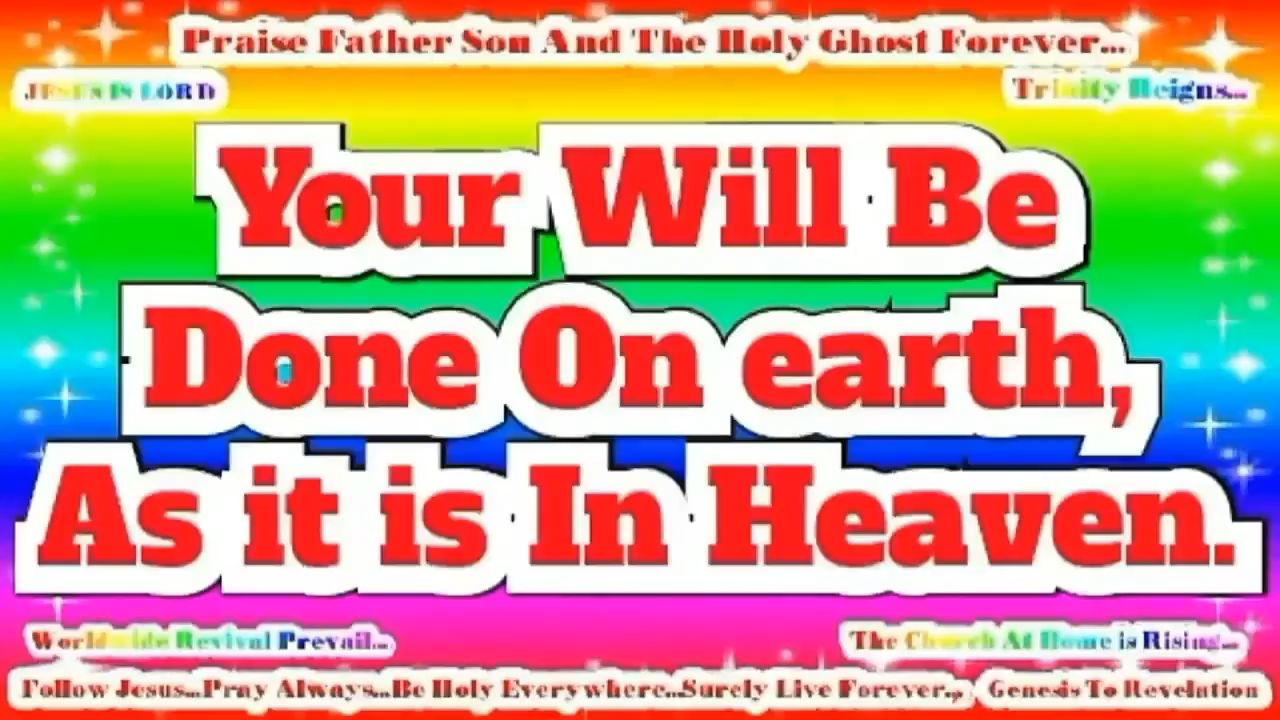 Praise Father Son And The Holy Ghost Forever...
JESUS IS LORD
Trinity Reigns...
Your Will Be
Done On earth,
As it is In Heaven.
Worldwide Revival Prevail...
The Church At Home is Rising...
Follow Jesus...Pray Always...Be Holy Everywhere...Surely Live Forever..,
Genesis To Revelation